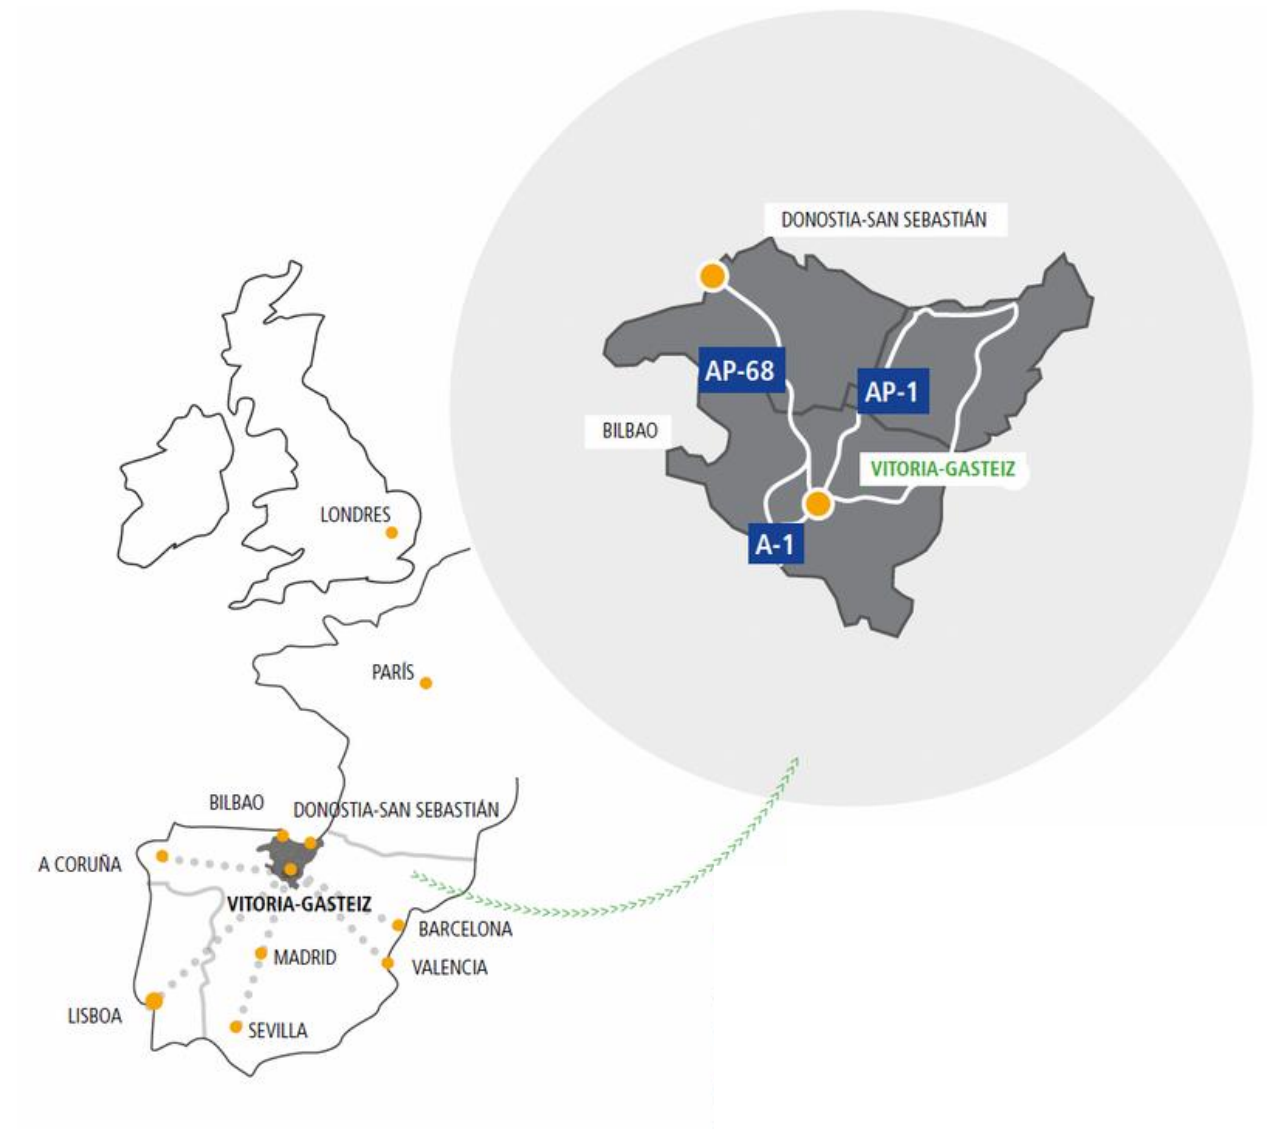 DONOSTIA-SAN SEBASTIÁN
AP-68
AP-1
BILBAO
VITORIA-GASTEIZ
A-1
LONDRES
PARÍS
BILBAO
DONOSTIA-SAN SEBASTIÁN
A CORUÑA
VITORIA-GASTEIZ
BARCELONA
MADRID
VALENCIA
LISBOA
SEVILLA